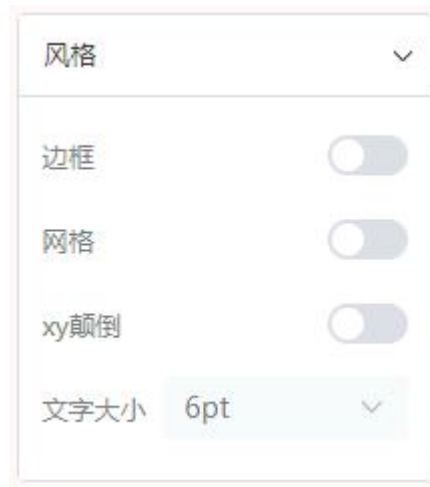 风格
边框
网格
xy颠倒
文字大小 6pt